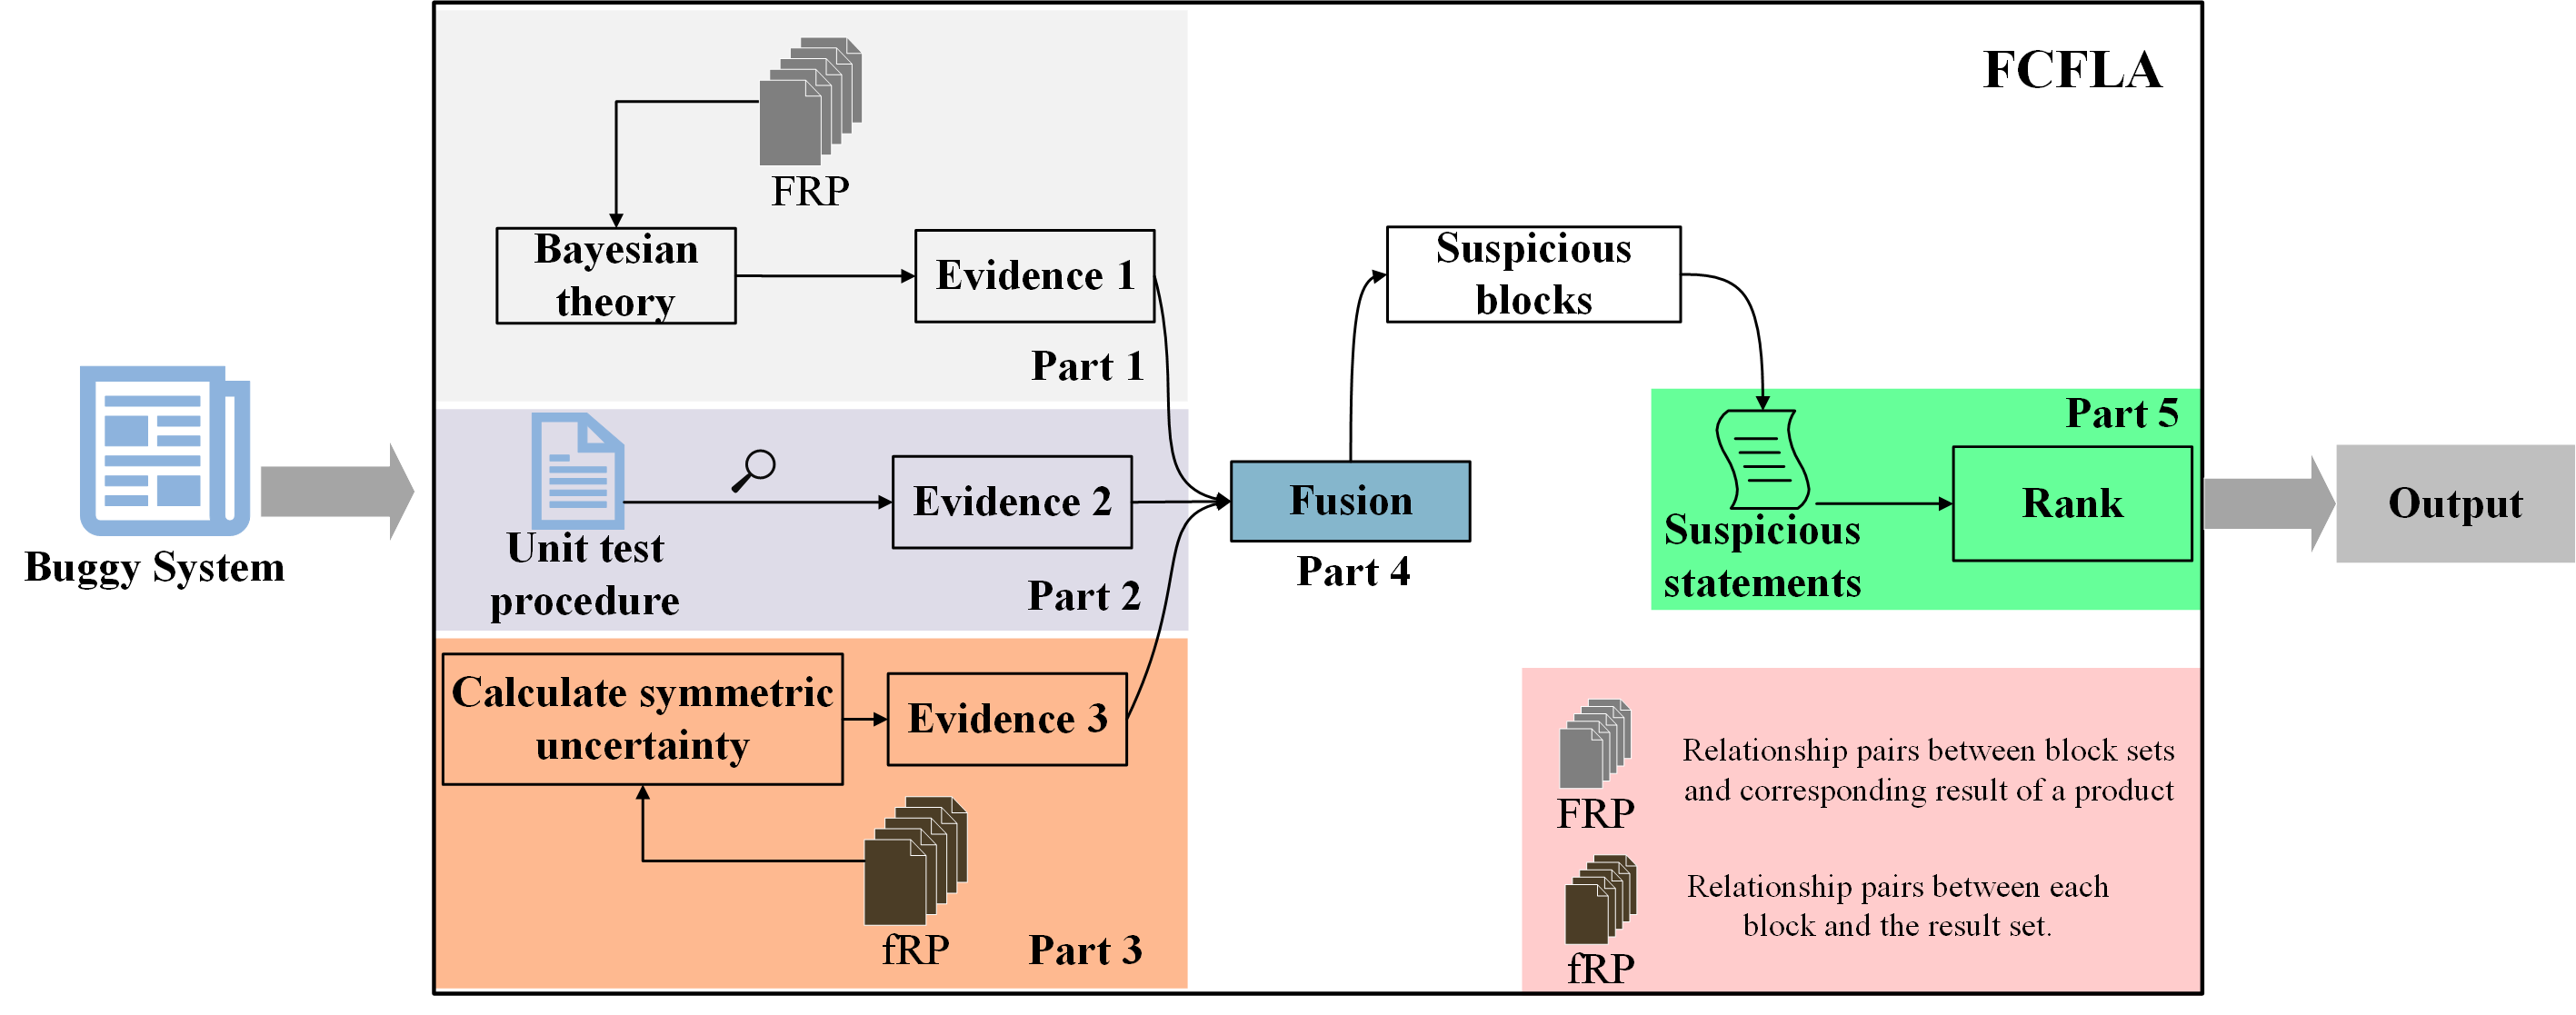 FCFLA
FRP
Bayesian
theory
Evidence 1
Part 1
Suspicious
blocks
Buggy System
Unit test
procedure
Evidence 2
Part 2
Fusion
Part 4
Part 5
Suspicious
statements
Rank
Output
Calculate symmetric
uncertainty
Evidence 3
fRP
Part 3
FRP
Relationship pairs between block sets
and corresponding result of a product
fRP
Relationship pairs between each
block and the result set.